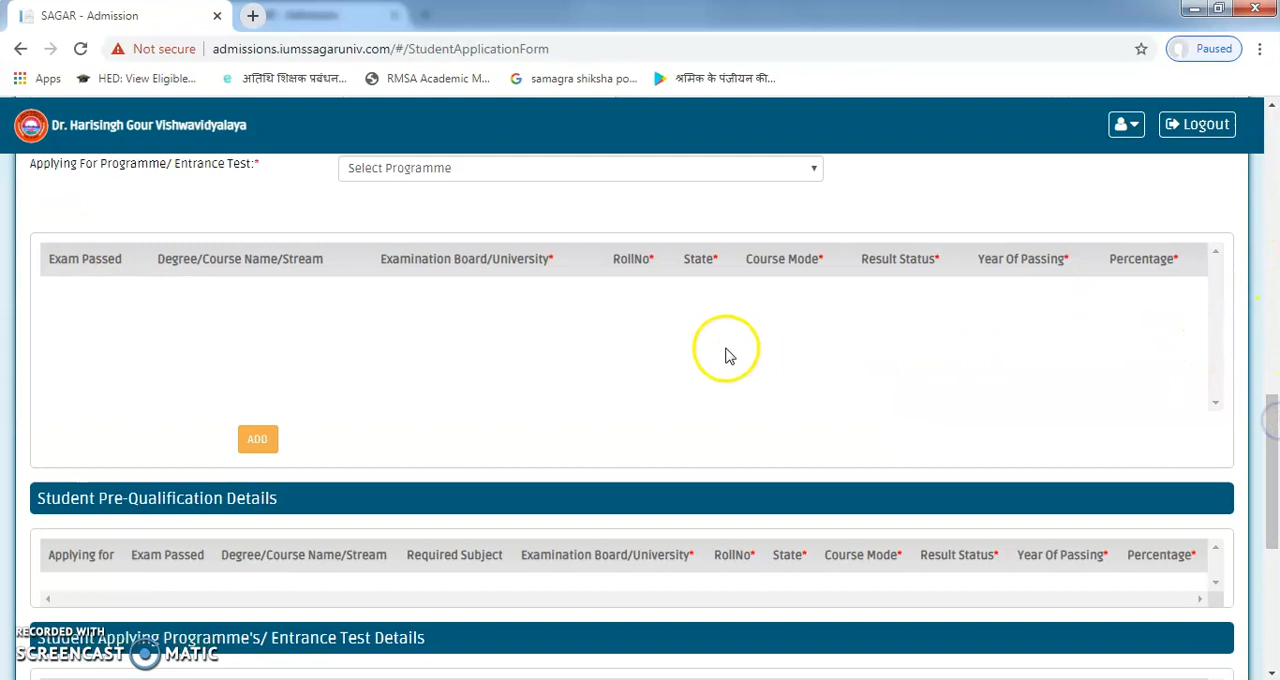 SAGAR - Admission
Not secure | admissions.iumssagaruniv.com/#/StudentApplicationForm
Paused
Apps HED: View Eligible... अतिथि शिक्षक पबंधन... RMSA Academic M... samagra shiksha po... श्रमिक के पंजीयन की...
Dr. Harisingh Gour Vishwavidyalaya
Logout
Applying For Programme/ Entrance Test:* Select Programme
Exam Passed Degree/Course Name/Stream Examination Board/University* RollNo* State* Course Mode* Result Status* Year Of Passing* Percentage*
ADD
Student Pre-Qualification Details
Applying for Exam Passed Degree/Course Name/Stream Required Subject Examination Board/University* RollNo* State* Course Mode* Result Status* Year Of Passing* Percentage*
Student Applying Programme's/ Entrance Test Details
RECORDED WITH
SCREENCAST MATIC